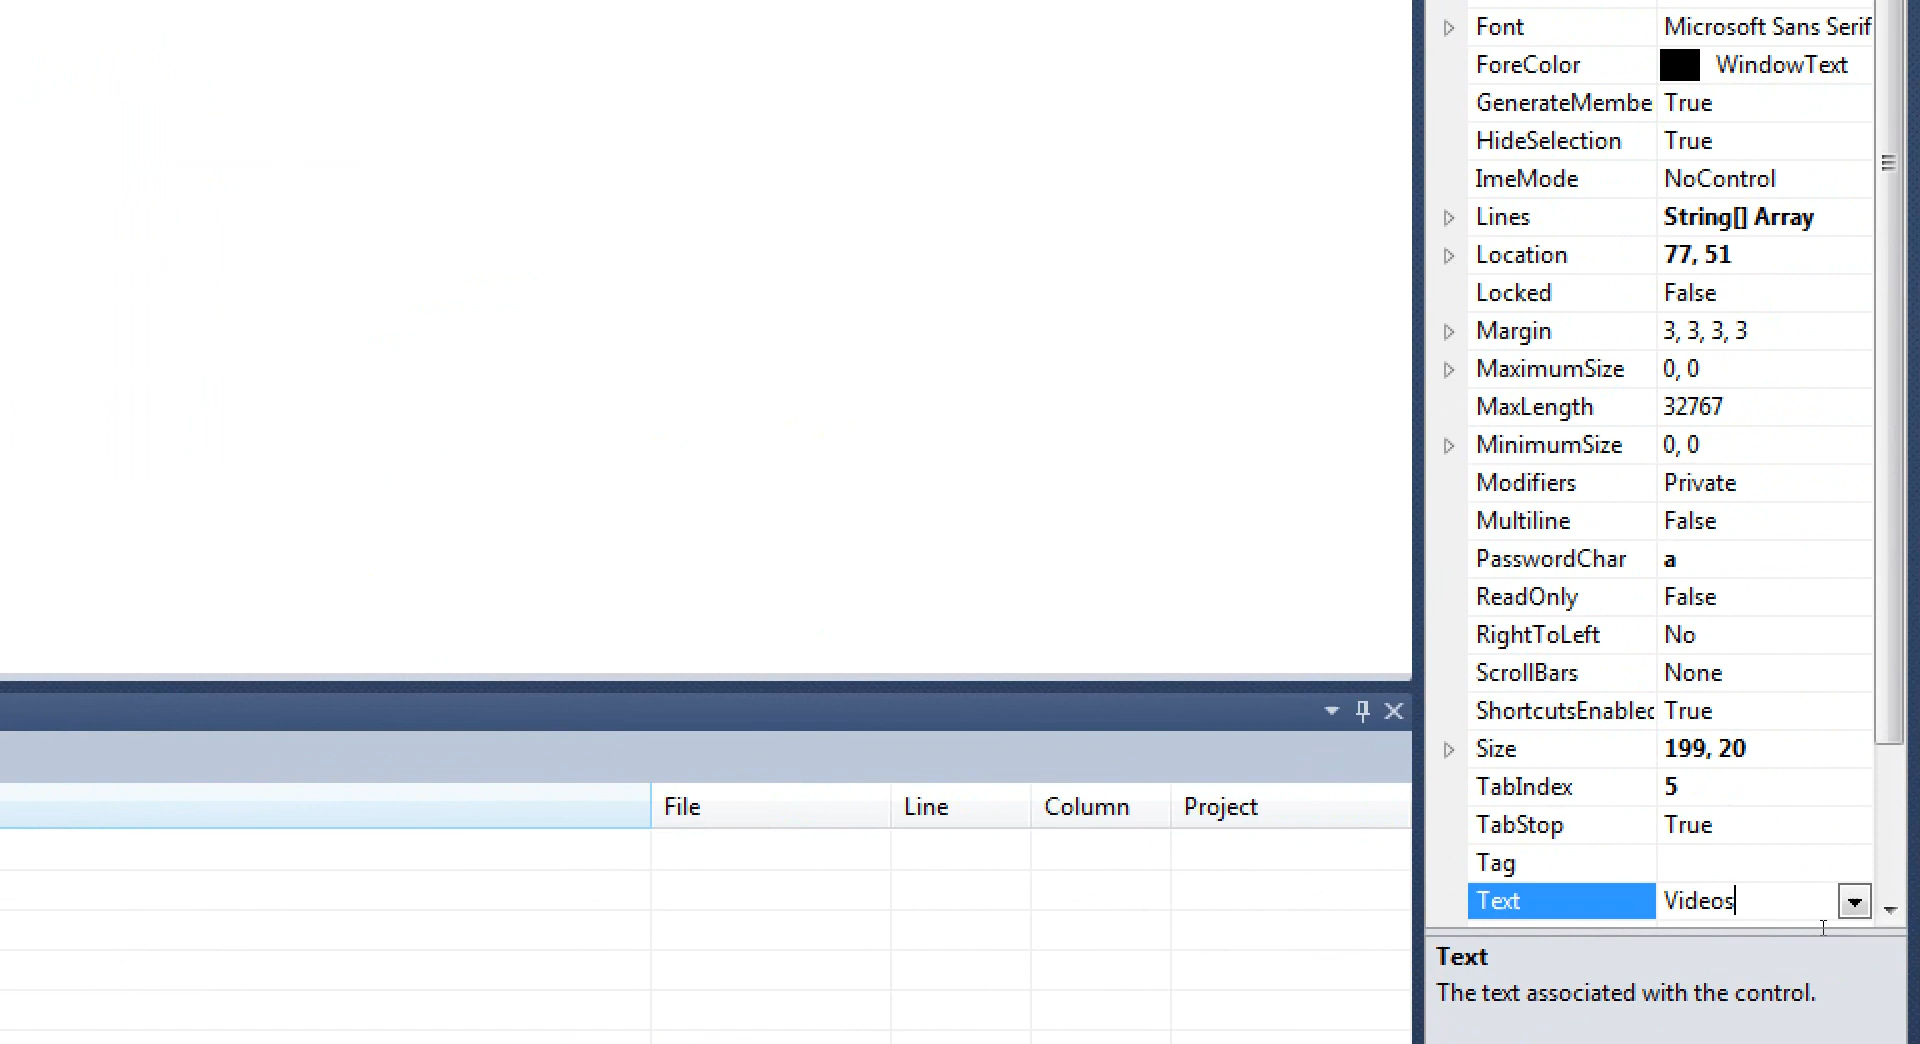 Font Microsoft Sans Serif
ForeColor WindowText
GenerateMembe True
HideSelection True
ImeMode NoControl
Lines String[] Array
Location 77, 51
Locked False
Margin 3, 3, 3, 3
MaximumSize 0, 0
MaxLength 32767
MinimumSize 0, 0
Modifiers Private
Multiline False
PasswordChar a
ReadOnly False
RightToLeft No
ScrollBars None
ShortcutsEnabled True
Size 199, 20
TabIndex 5
TabStop True
Tag
Text Videos
Text
The text associated with the control.
File Line Column Project